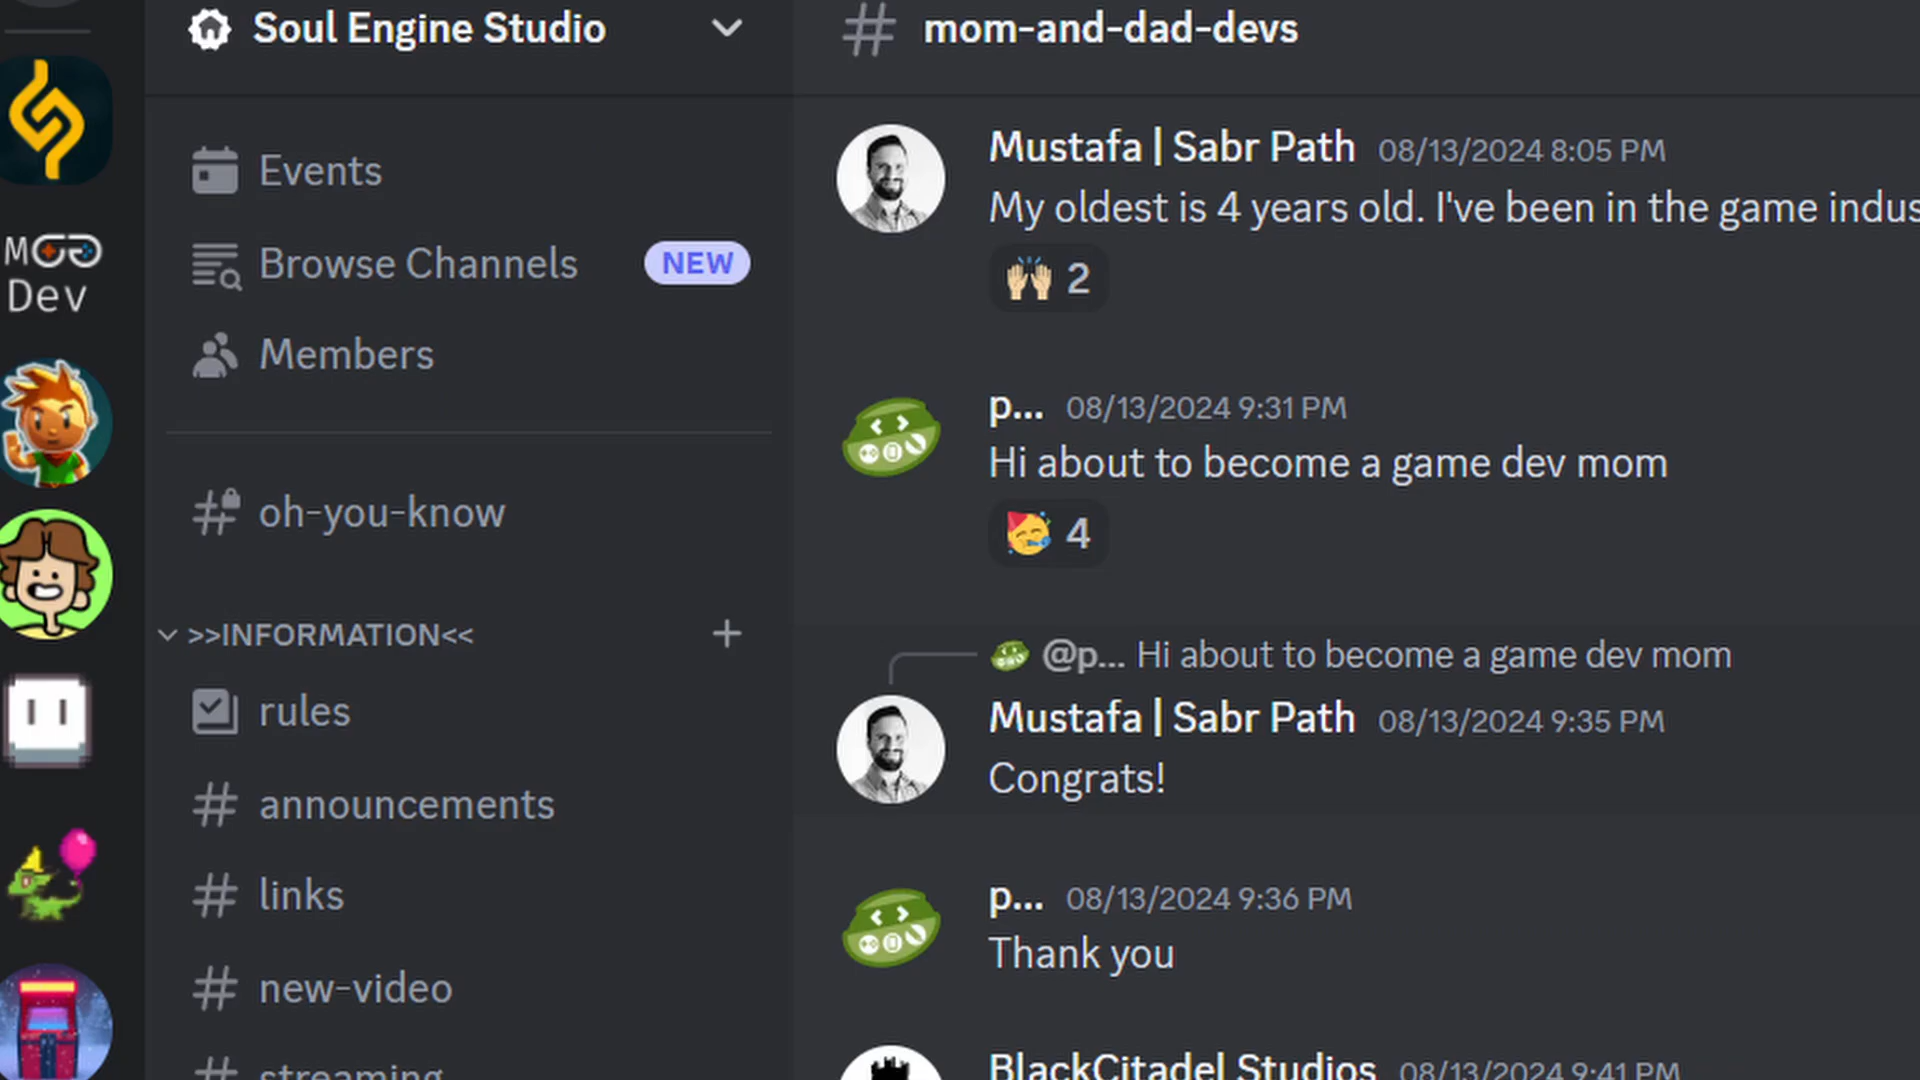 Soul Engine Studio
Events
Browse Channels
NEW
Members
oh-you-know
>>INFORMATION<<
rules
announcements
links
new-video
streaming
MOO
Dev
mom-and-dad-devs
Mustafa | Sabr Path 08/13/2024 8:05 PM
My oldest is 4 years old. I've been in the game indus
2
p... 08/13/2024 9:31 PM
Hi about to become a game dev mom
4
@p... Hi about to become a game dev mom
Mustafa | Sabr Path 08/13/2024 9:35 PM
Congrats!
p... 08/13/2024 9:36 PM
Thank you
BlackCitadel Studios 08/13/2024 9:41 PM